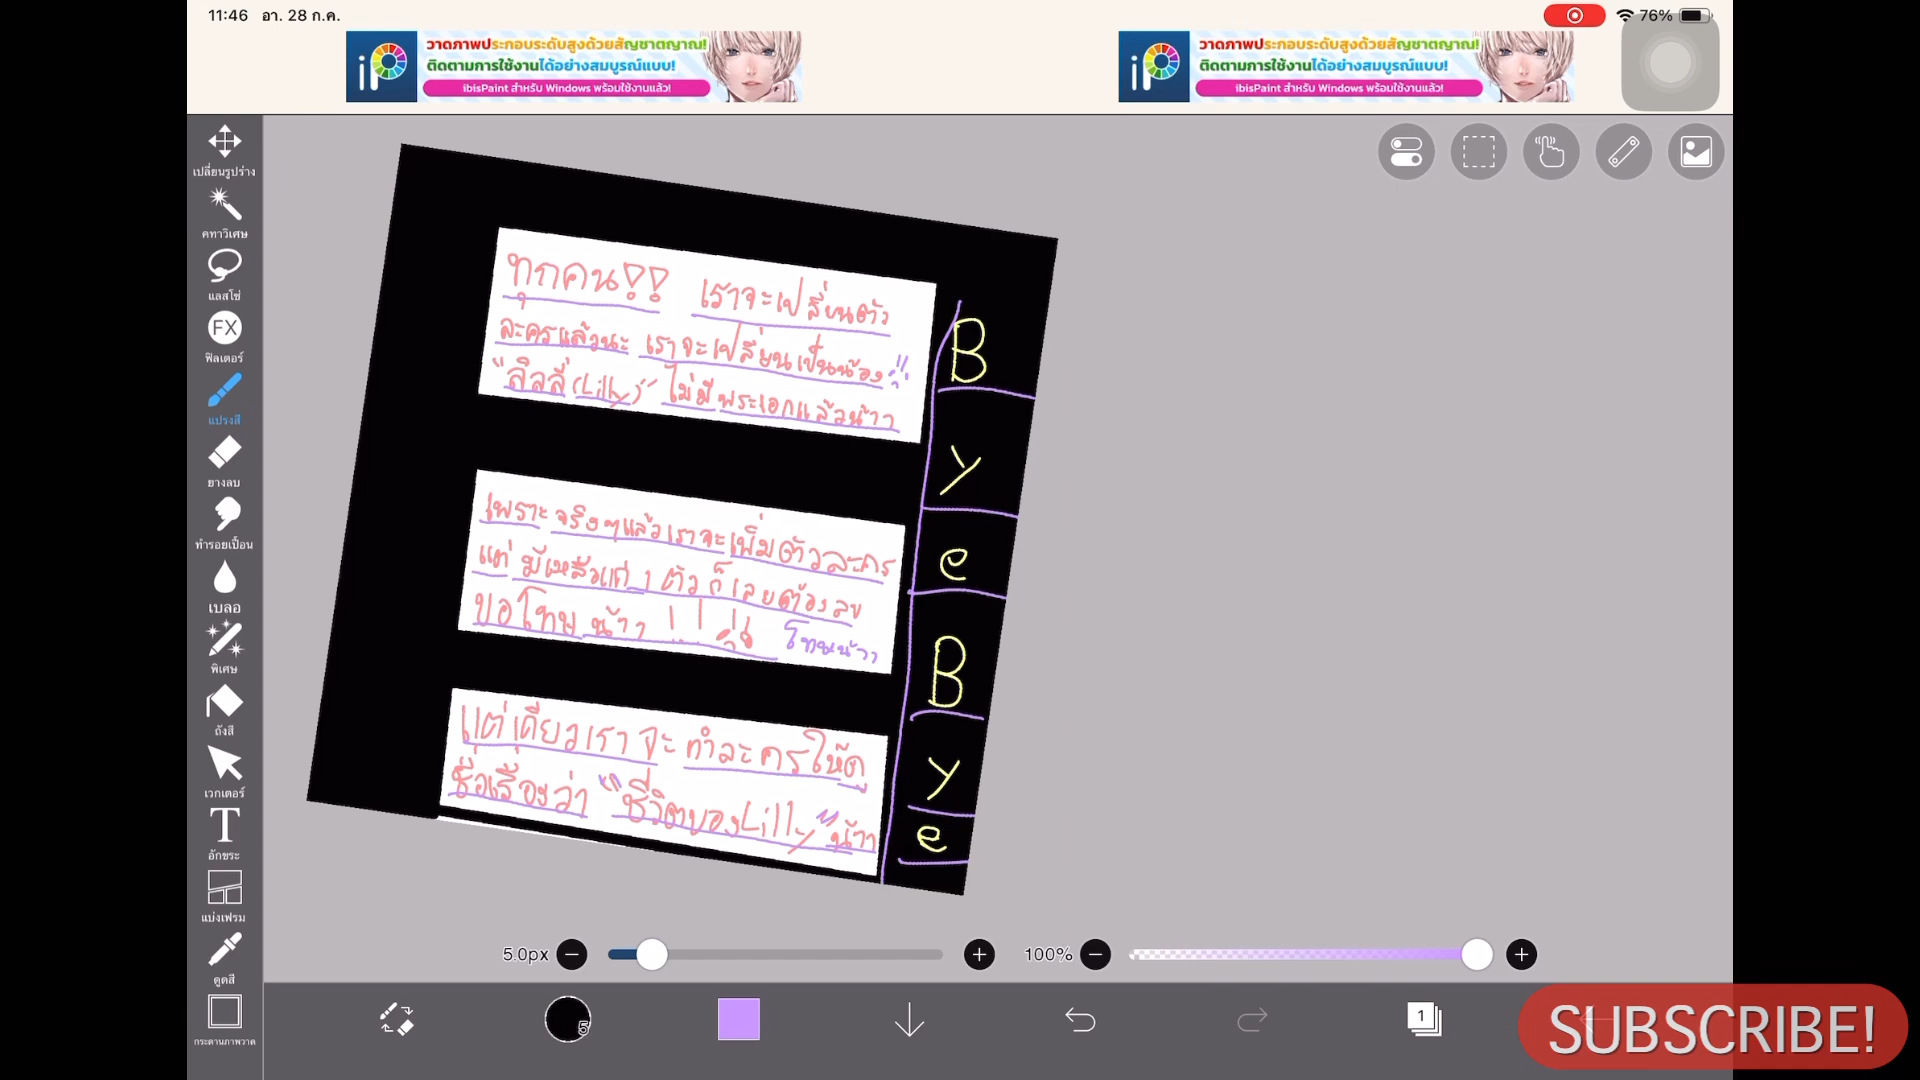 11:46 อา. 28 ก.ค.
76%
วาดภาพประกอบระดับสูงด้วยสัญชาตญาณ!
ติดตามการใช้งานได้อย่างสมบูรณ์แบบ!
ibisPaint สำหรับ Windows พร้อมใช้งานแล้ว!
วาดภาพประกอบระดับสูงด้วยสัญชาตญาณ!
ติดตามการใช้งานได้อย่างสมบูรณ์แบบ!
ibisPaint สำหรับ Windows พร้อมใช้งานแล้ว!
เปลี่ยนรูปร่าง
คทาวิเศษ
แลสโซ่
FX
ฟิลเตอร์
แปรงสี
ยางลบ
ทำรอยเปื้อน
เบลอ
พิเศษ
ถังสี
เวกเตอร์
T
อักขระ
แบ่งเฟรม
ดูดสี
กระดานภาพวาด
ทุกคน!! เราจะเปลี่ยนตัว
ละครแล้วนะ เราจะเปลี่ยนเป็นน้อง
"ลิลลี่ (Lilly)" ไม่มีพระเอกแล้วน้าว
เพราะจริงๆแล้วเราจะเพิ่มตัวละคร
แต่มีเหลือแค่ 1 ตัวก็เลยต้องลบ
ขอโทษน้าว !! โทษน้าว
แต่เดียวเราจะทำละครให้ดู
ชื่อเรื่องว่า "ชีวิตของLilly" น้าว
B
y
e
B
y
e
5.0px
100%
5
1
SUBSCRIBE!